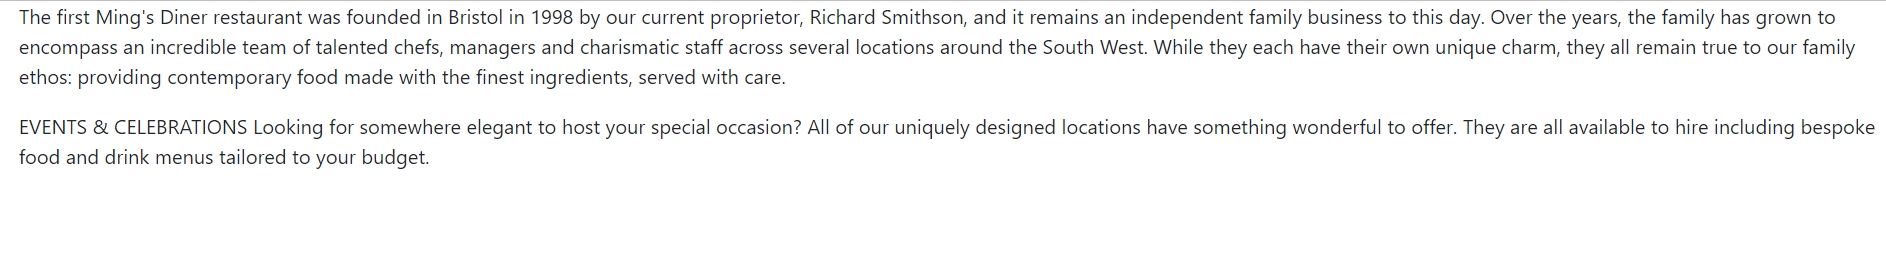 The first Ming's Diner restaurant was founded in Bristol in 1998 by our current proprietor, Richard Smithson, and it remains an independent family business to this day. Over the years, the family has grown to
encompass an incredible team of talented chefs, managers and charismatic staff across several locations around the South West. While they each have their own unique charm, they all remain true to our family
ethos: providing contemporary food made with the finest ingredients, served with care.
EVENTS & CELEBRATIONS Looking for somewhere elegant to host your special occasion? All of our uniquely designed locations have something wonderful to offer. They are all available to hire including bespoke
food and drink menus tailored to your budget.